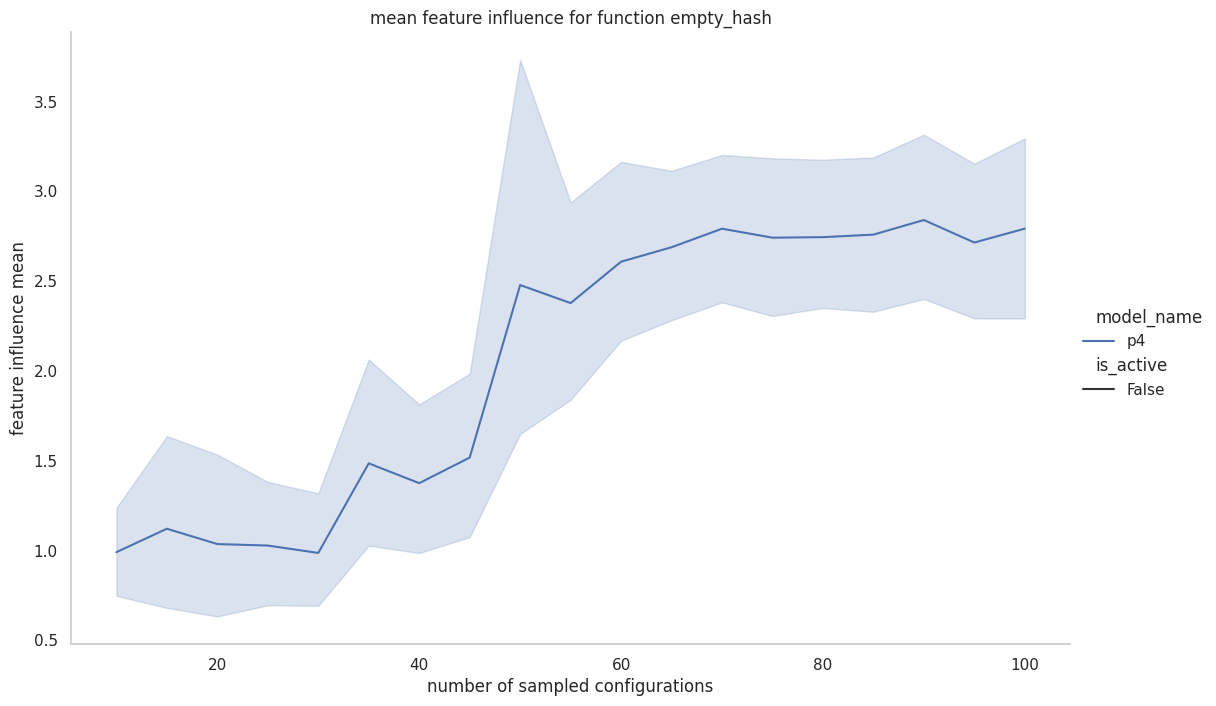 mean feature influence for function empty_hash
feature influence mean
3.5
3.0
2.5
2.0
1.5
1.0
0.5
20
40
60
80
100
number of sampled configurations
model_name
p4
is_active
False